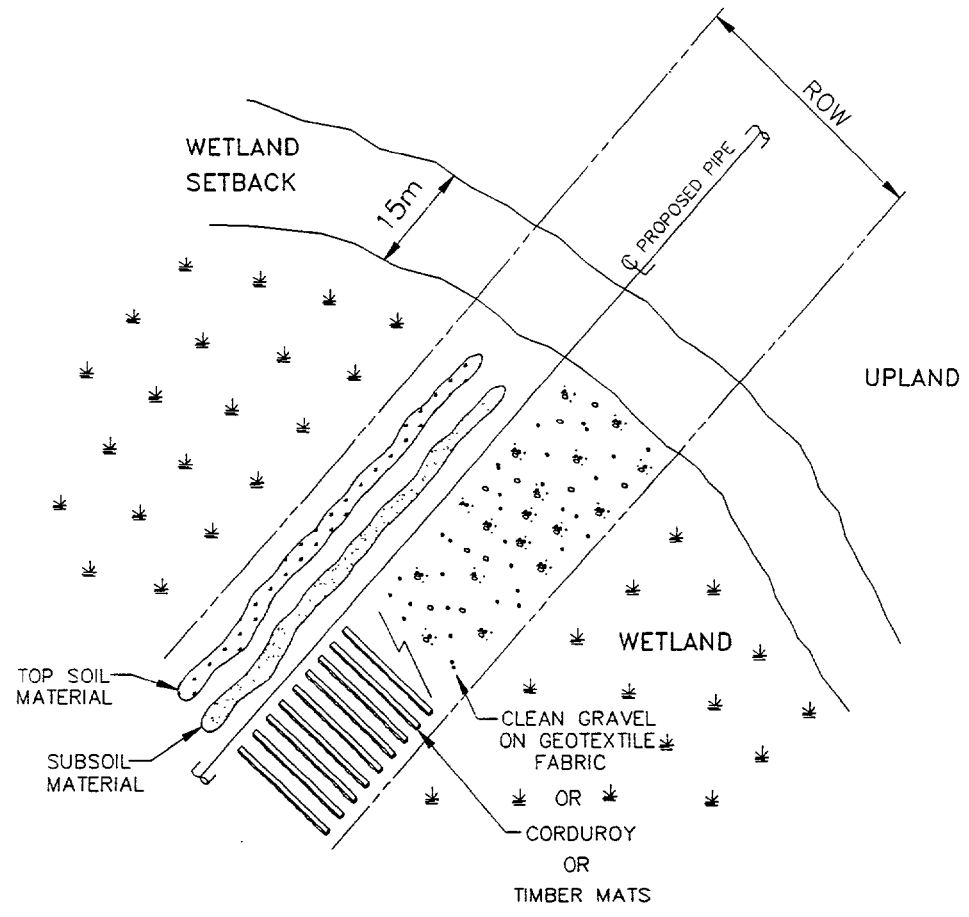 ROW
WETLAND
SETBACK
15m
℄ PROPOSED PIPE
UPLAND
WETLAND
TOP SOIL
MATERIAL
SUBSOIL
MATERIAL
CLEAN GRAVEL
ON GEOTEXTILE
FABRIC
OR
CORDUROY
OR
TIMBER MATS